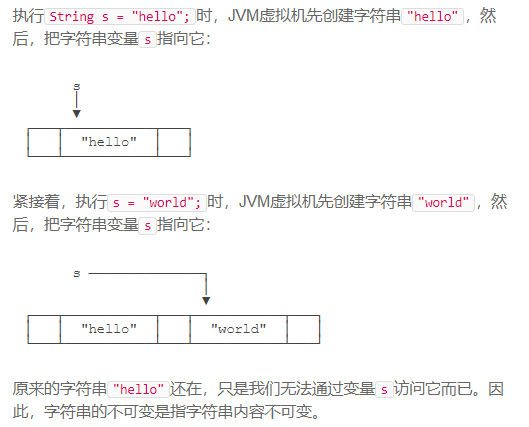 执行String s = "hello";时，JVM虚拟机先创建字符串"hello"，然
后，把字符串变量s指向它：
s
"hello"
紧接着，执行s = "world";时，JVM虚拟机先创建字符串"world"，然
后，把字符串变量s指向它：
s
"hello" "world"
原来的字符串"hello"还在，只是我们无法通过变量s访问它而已。因
此，字符串的不可变是指字符串内容不可变。